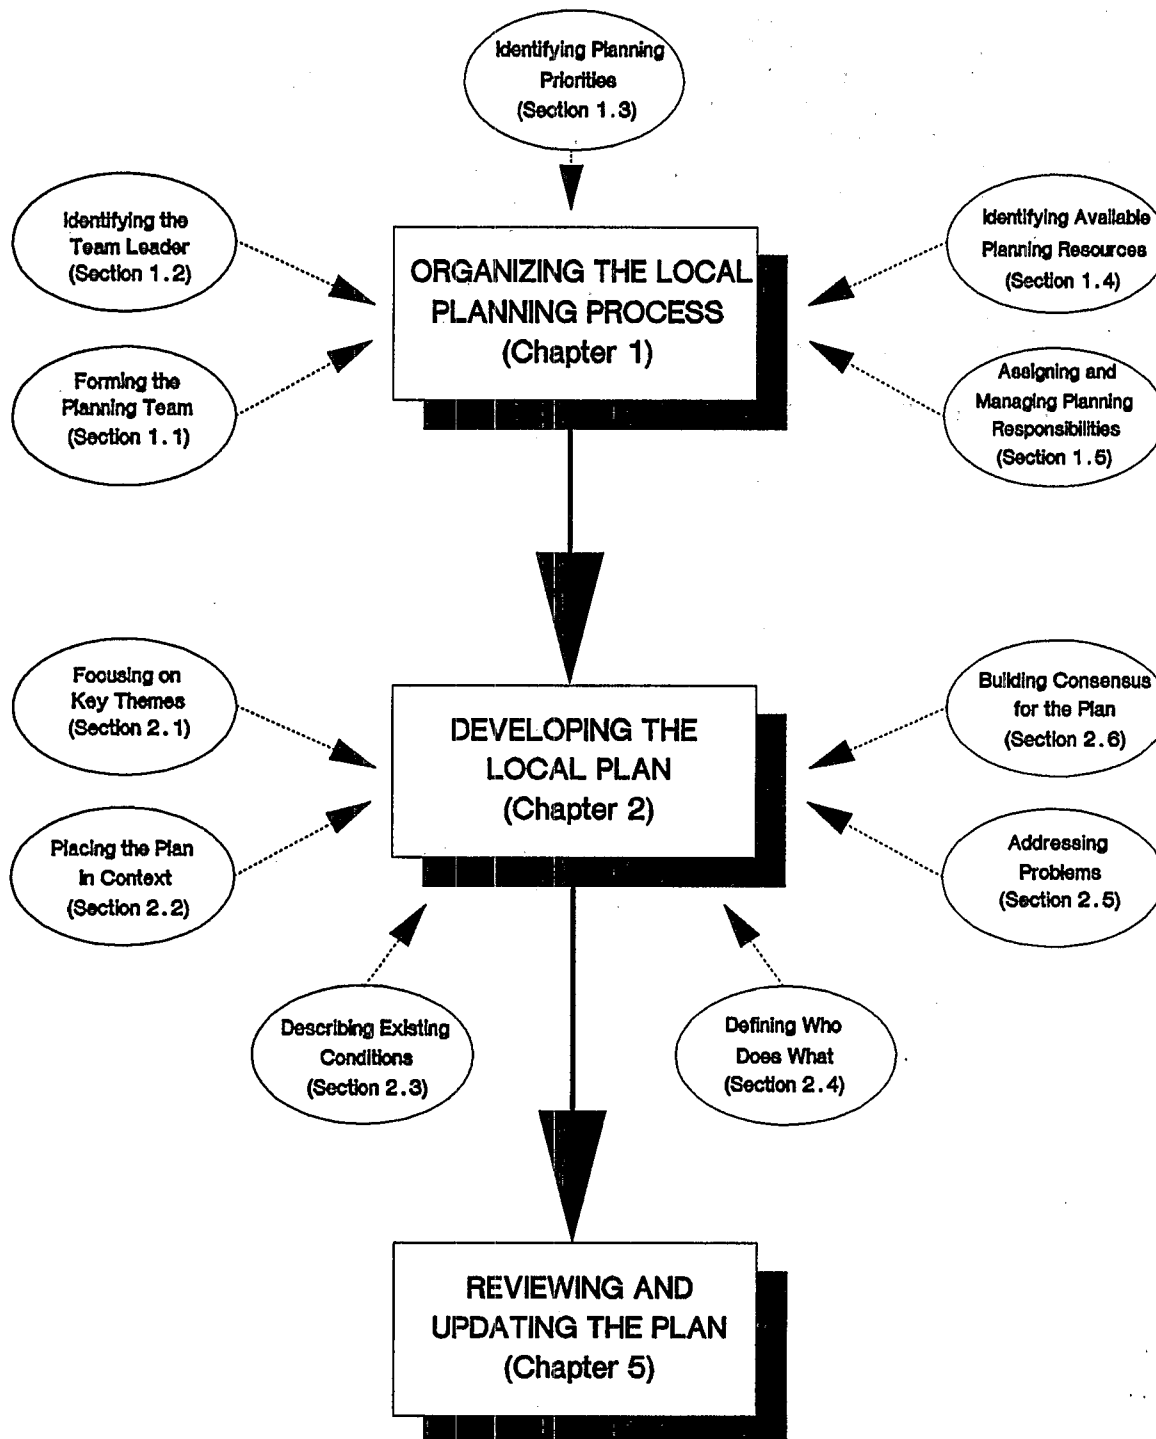 Identifying Planning
Priorities
(Section 1.3)
Identifying the
Team Leader
(Section 1.2)
Identifying Available
Planning Resources
(Section 1.4)
ORGANIZING THE LOCAL
PLANNING PROCESS
(Chapter 1)
Forming the
Planning Team
(Section 1.1)
Assigning and
Managing Planning
Responsibilities
(Section 1.5)
Focusing on
Key Themes
(Section 2.1)
Building Consensus
for the Plan
(Section 2.6)
DEVELOPING THE
LOCAL PLAN
(Chapter 2)
Placing the Plan
in Context
(Section 2.2)
Addressing
Problems
(Section 2.5)
Describing Existing
Conditions
(Section 2.3)
Defining Who
Does What
(Section 2.4)
REVIEWING AND
UPDATING THE PLAN
(Chapter 5)